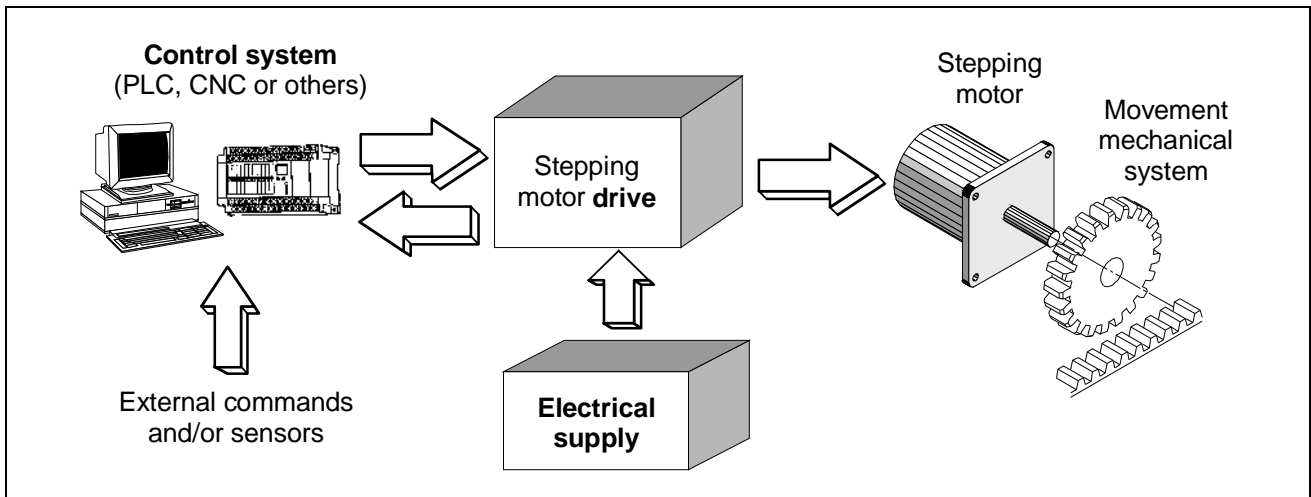 Control system
(PLC, CNC or others)
External commands
and/or sensors
Stepping
motor drive
Electrical
supply
Stepping
motor
Movement
mechanical
system